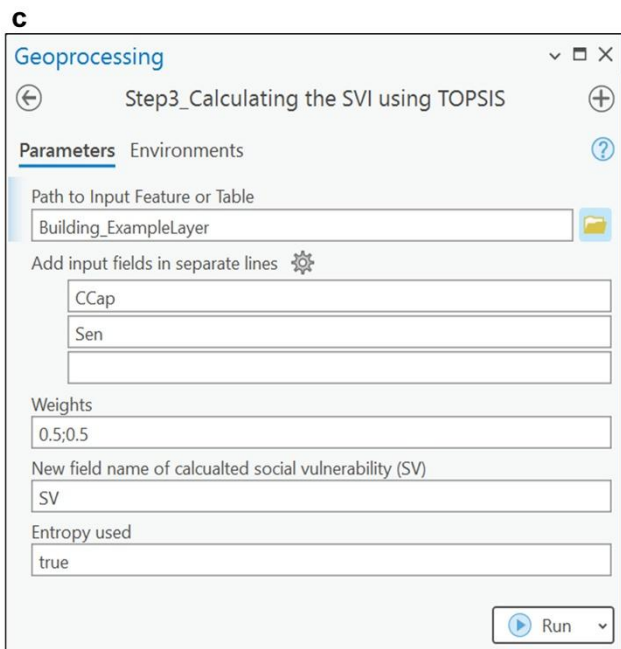 c
Geoprocessing
Step3_Calculating the SVI using TOPSIS
Parameters Environments
Path to Input Feature or Table
Building_ExampleLayer
Add input fields in separate lines
CCap
Sen
Weights
0.5;0.5
New field name of calcualted social vulnerability (SV)
SV
Entropy used
true
Run